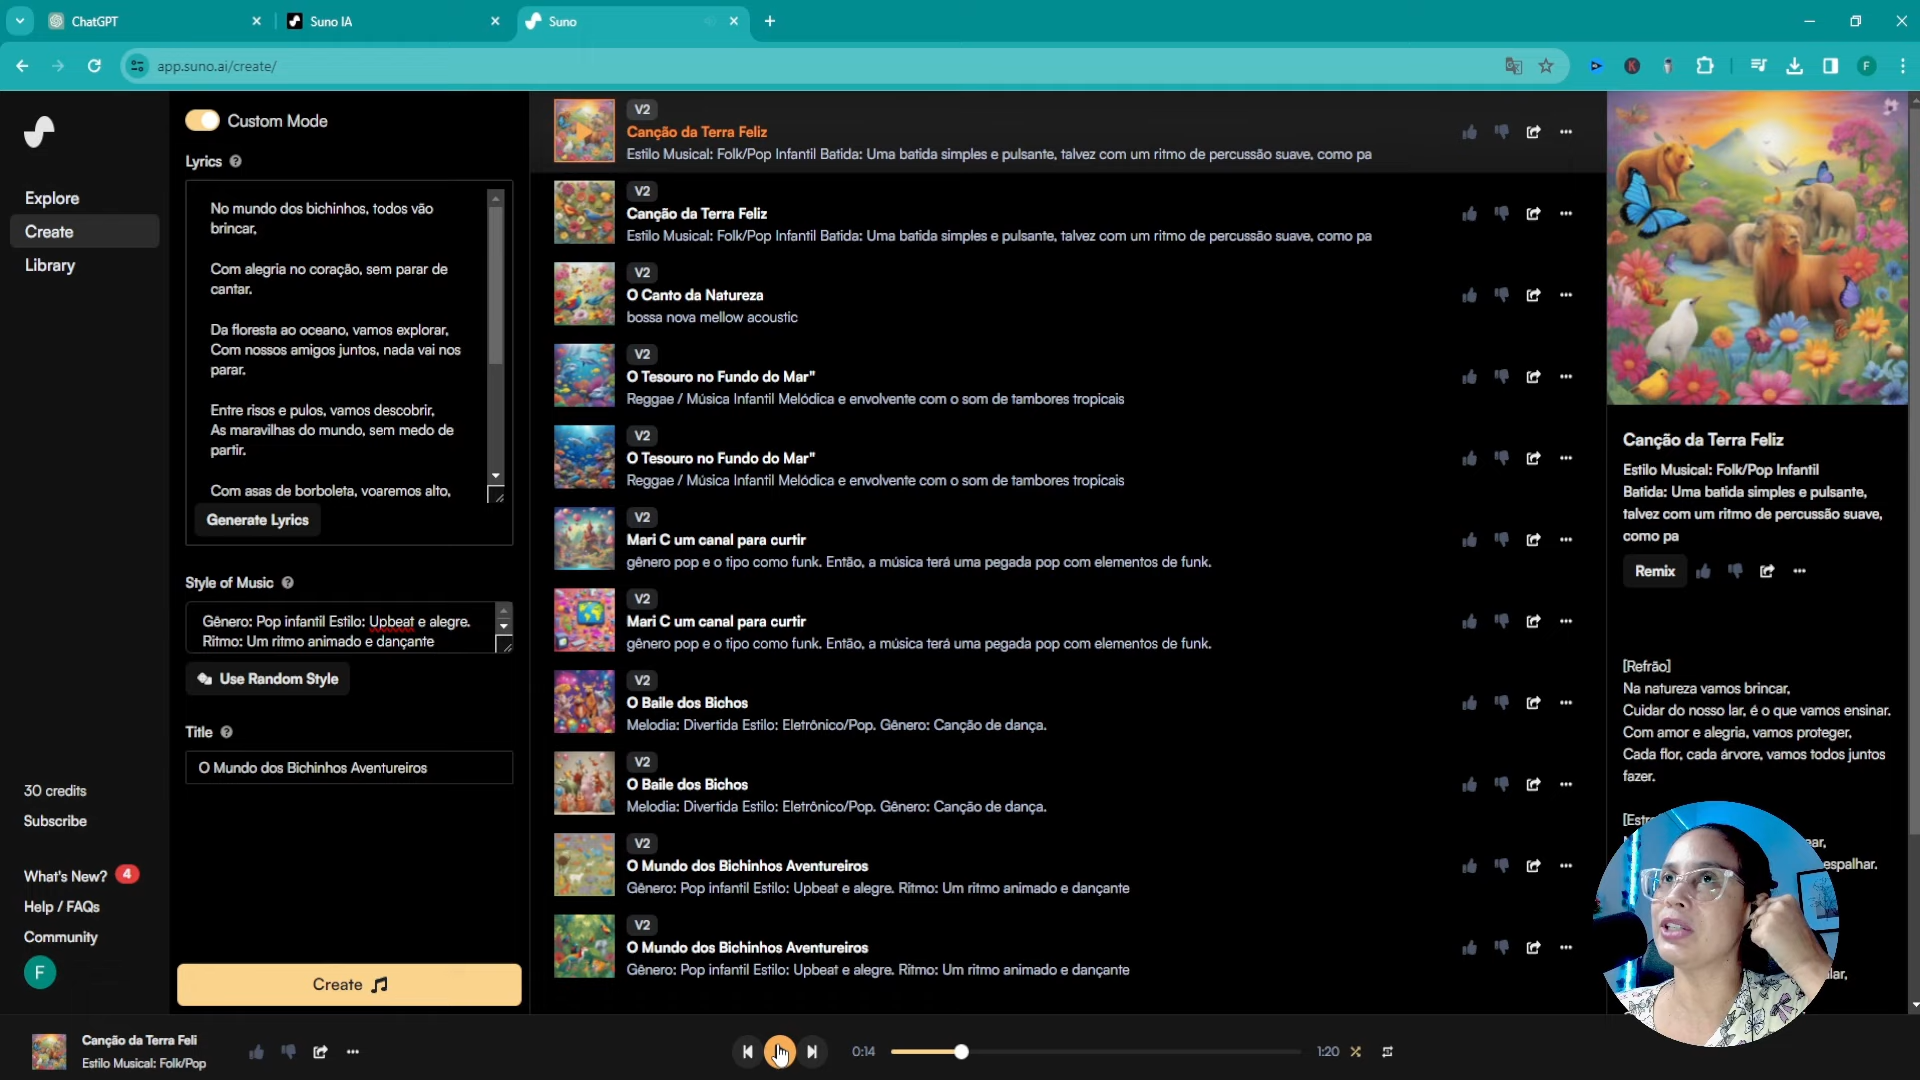 ChatGPT
Suno IA
Suno
app.suno.ai/create/
K
F
Explore
Create
Library
30 credits
Subscribe
What's New? 4
Help / FAQs
Community
F
Custom Mode
Lyrics
No mundo dos bichinhos, todos vão
brincar,
Com alegria no coração, sem parar de
cantar.
Da floresta ao oceano, vamos explorar,
Com nossos amigos juntos, nada vai nos
parar.
Entre risos e pulos, vamos descobrir,
As maravilhas do mundo, sem medo de
partir.
Com asas de borboleta, voaremos alto,
Generate Lyrics
Style of Music
Gênero: Pop infantil Estilo: Upbeat e alegre.
Ritmo: Um ritmo animado e dançante
Use Random Style
Title
O Mundo dos Bichinhos Aventureiros
Create
V2
Canção da Terra Feliz
Estilo Musical: Folk/Pop Infantil Batida: Uma batida simples e pulsante, talvez com um ritmo de percussão suave, como pa
V2
Canção da Terra Feliz
Estilo Musical: Folk/Pop Infantil Batida: Uma batida simples e pulsante, talvez com um ritmo de percussão suave, como pa
V2
O Canto da Natureza
bossa nova mellow acoustic
V2
O Tesouro no Fundo do Mar"
Reggae / Música Infantil Melódica e envolvente com o som de tambores tropicais
V2
O Tesouro no Fundo do Mar"
Reggae / Música Infantil Melódica e envolvente com o som de tambores tropicais
V2
Mari C um canal para curtir
gênero pop e o tipo como funk. Então, a música terá uma pegada pop com elementos de funk.
V2
Mari C um canal para curtir
gênero pop e o tipo como funk. Então, a música terá uma pegada pop com elementos de funk.
V2
O Baile dos Bichos
Melodia: Divertida Estilo: Eletrônico/Pop. Gênero: Canção de dança.
V2
O Baile dos Bichos
Melodia: Divertida Estilo: Eletrônico/Pop. Gênero: Canção de dança.
V2
O Mundo dos Bichinhos Aventureiros
Gênero: Pop infantil Estilo: Upbeat e alegre. Ritmo: Um ritmo animado e dançante
V2
O Mundo dos Bichinhos Aventureiros
Gênero: Pop infantil Estilo: Upbeat e alegre. Ritmo: Um ritmo animado e dançante
Canção da Terra Feliz
Estilo Musical: Folk/Pop Infantil
Batida: Uma batida simples e pulsante,
talvez com um ritmo de percussão suave,
como pa
Remix
[Refrão]
Na natureza vamos brincar,
Cuidar do nosso lar, é o que vamos ensinar.
Com amor e alegria, vamos proteger,
Cada flor, cada árvore, vamos todos juntos
fazer.
espalhar.
Canção da Terra Feli
Estilo Musical: Folk/Pop
0:14
1:20